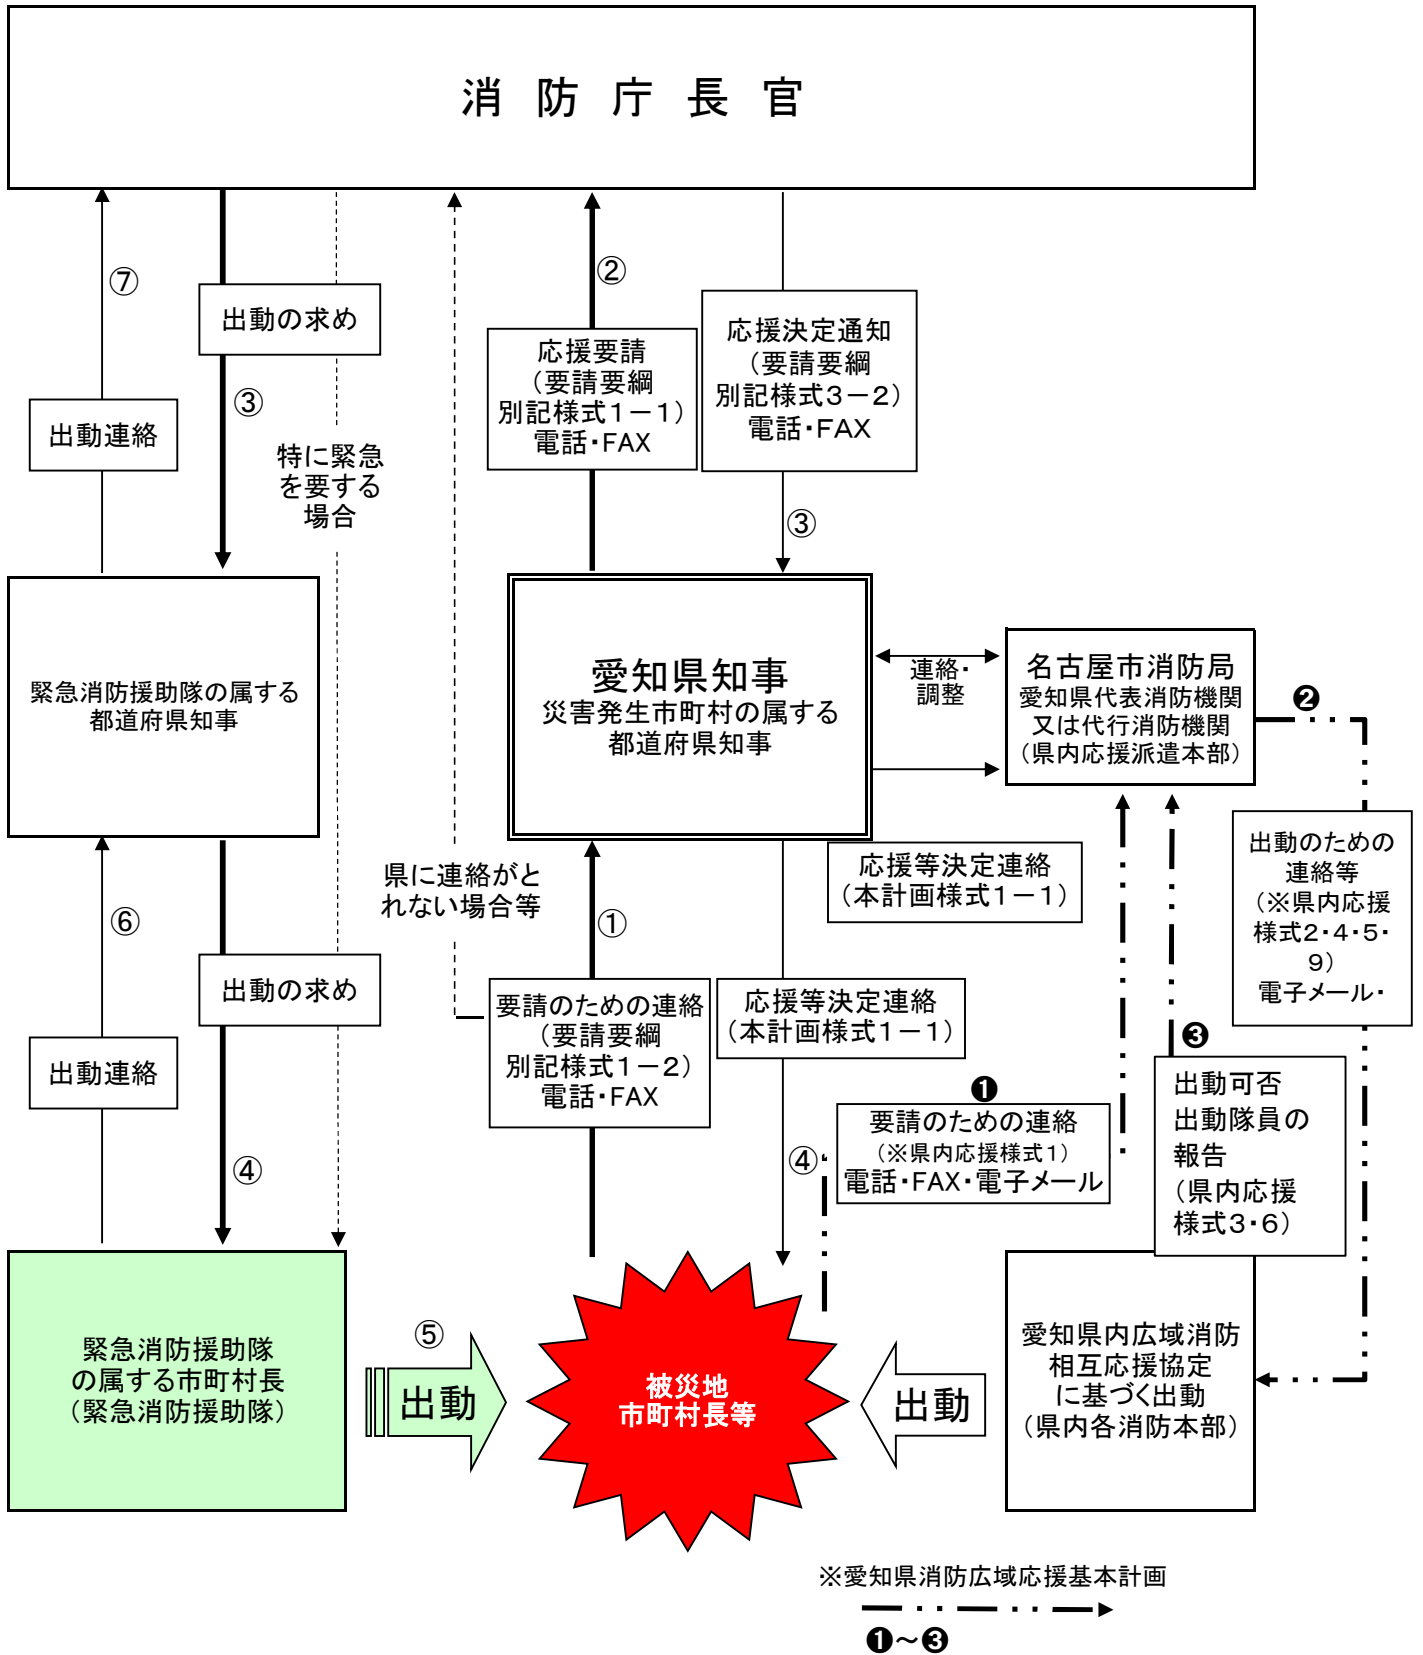 消防庁長官
⑦
出動の求め
③
出動連絡
特に緊急
を要する
場合
②
応援要請
（要請要綱
別記様式１－１）
電話・FAX
応援決定通知
（要請要綱
別記様式３－２）
電話・FAX
③
緊急消防援助隊の属する
都道府県知事
愛知県知事
災害発生市町村の属する
都道府県知事
連絡・
調整
名古屋市消防局
愛知県代表消防機関
又は代行消防機関
（県内応援派遣本部）
❷
⑥
出動の求め
出動連絡
④
県に連絡がと
れない場合等
①
要請のための連絡
（要請要綱
別記様式１－２）
電話・FAX
応援等決定連絡
（本計画様式１－１）
応援等決定連絡
（本計画様式１－１）
④
出動のための
連絡等
（※県内応援
様式2・4・5・
9）
電子メール・
❶
要請のための連絡
（※県内応援様式1）
電話・FAX・電子メール
❸
出動可否
出動隊員の
報告
（県内応援
様式3・6）
緊急消防援助隊
の属する市町村長
（緊急消防援助隊）
⑤
出動
被災地
市町村長等
出動
愛知県内広域消防
相互応援協定
に基づく出動
（県内各消防本部）
※愛知県消防広域応援基本計画
❶～❸